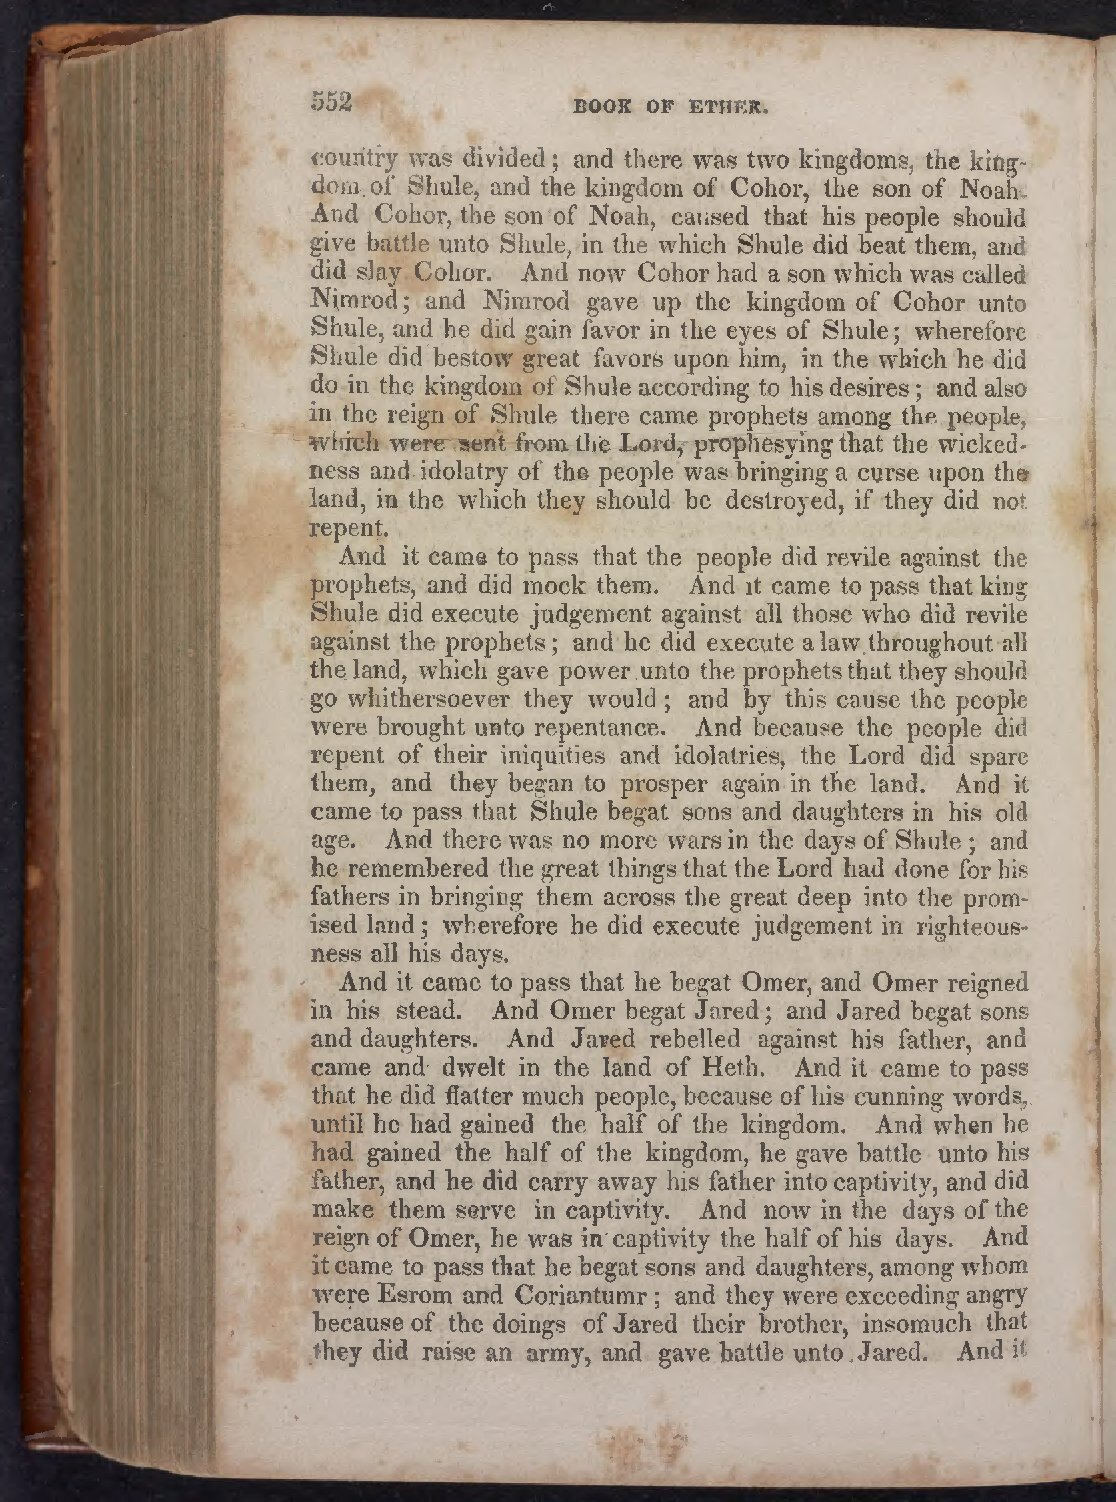 552 BOOK OF ETHER.
country was divided; and there was two kingdoms, the king-
dom of Shule, and the kingdom of Cohor, the son of Noah.
And Cohor, the son of Noah, caused that his people should
give battle unto Shule, in the which Shule did beat them, and
did slay Cohor. And now Cohor had a son which was called
Nimrod; and Nimrod gave up the kingdom of Cohor unto
Shule, and he did gain favor in the eyes of Shule; wherefore
Shule did bestow great favors upon him, in the which he did
do in the kingdom of Shule according to his desires; and also
in the reign of Shule there came prophets among the people,
which were sent from the Lord, prophesying that the wicked-
ness and idolatry of the people was bringing a curse upon the
land, in the which they should be destroyed, if they did not
repent.
And it came to pass that the people did revile against the
prophets, and did mock them. And it came to pass that king
Shule did execute judgement against all those who did revile
against the prophets; and he did execute a law throughout all
the land, which gave power unto the prophets that they should
go whithersoever they would; and by this cause the people
were brought unto repentance. And because the people did
repent of their iniquities and idolatries, the Lord did spare
them, and they began to prosper again in the land. And it
came to pass that Shule begat sons and daughters in his old
age. And there was no more wars in the days of Shule; and
he remembered the great things that the Lord had done for his
fathers in bringing them across the great deep into the prom-
ised land; wherefore he did execute judgement in righteous-
ness all his days.
And it came to pass that he begat Omer, and Omer reigned
in his stead. And Omer begat Jared; and Jared begat sons
and daughters. And Jared rebelled against his father, and
came and dwelt in the land of Heth. And it came to pass
that he did flatter much people, because of his cunning words,
until he had gained the half of the kingdom. And when he
had gained the half of the kingdom, he gave battle unto his
father, and he did carry away his father into captivity, and did
make them serve in captivity. And now in the days of the
reign of Omer, he was in captivity the half of his days. And
it came to pass that he begat sons and daughters, among whom
were Esrom and Coriantumr; and they were exceeding angry
because of the doings of Jared their brother, insomuch that
they did raise an army, and gave battle unto Jared. And it